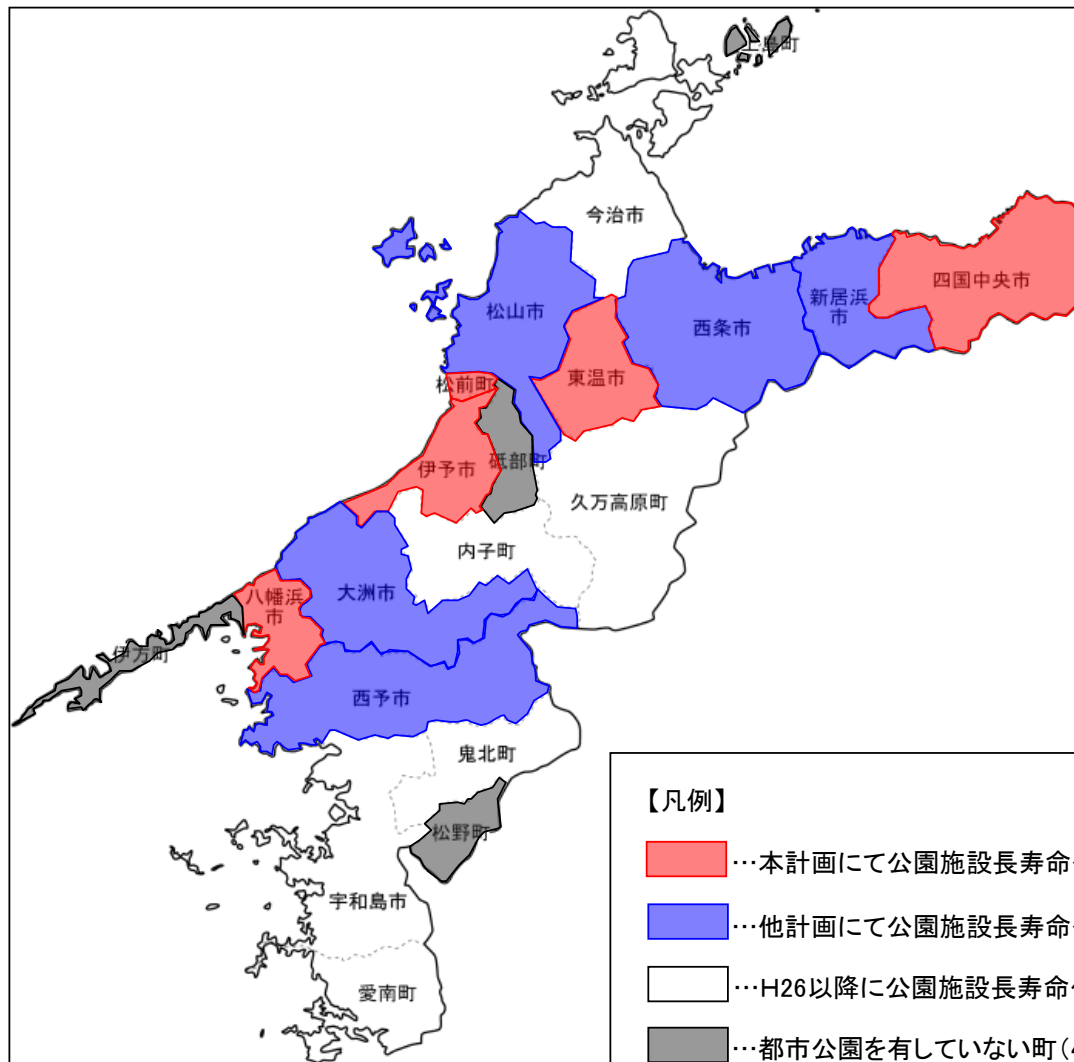 上島町
今治市
四国中央市
新居浜
市
松山市
西条市
東温市
松前町
伊予市
砥部町
久万高原町
内子町
八幡浜
市
大洲市
伊方町
西予市
鬼北町
松野町
宇和島市
愛南町
【凡例】
…本計画にて公園施設長寿命
…他計画にて公園施設長寿命
…H26以降に公園施設長寿命
…都市公園を有していない町(